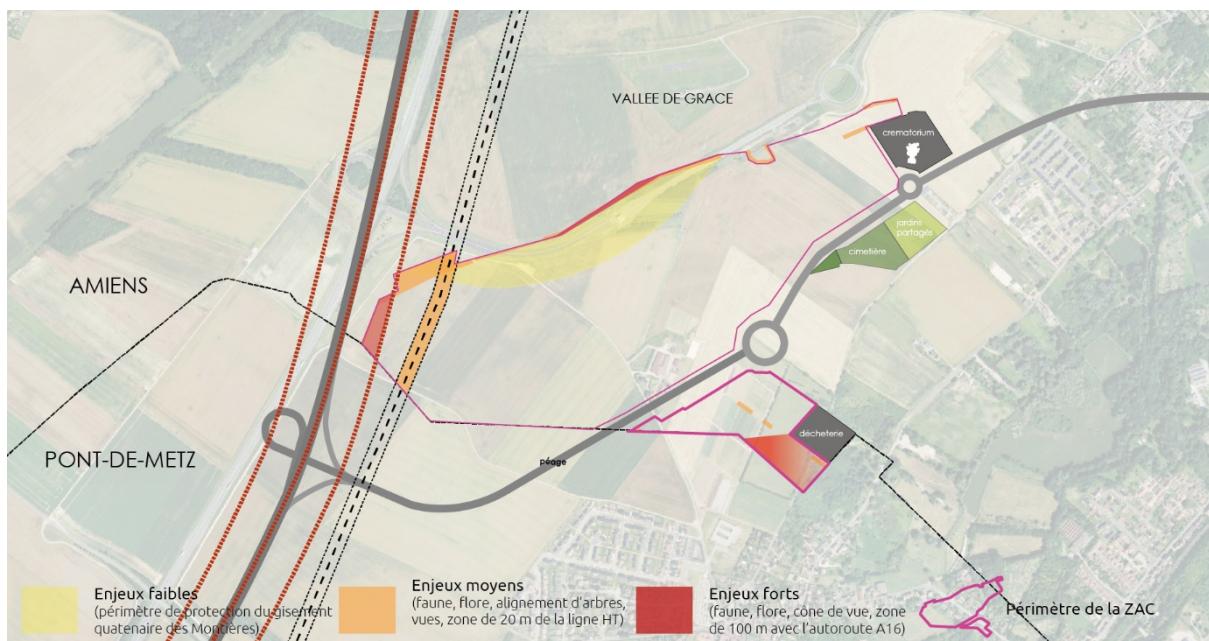 VALLEE DE GRACE
crematorium
jardins
partagés
cimetière
AMIENS
décheterie
PONT-DE-METZ
péage
Enjeux faibles
(périmètre de protection du gisement
quatenaire des Montières)
Enjeux moyens
(faune, flore, alignement d'arbres,
vues, zone de 20 m de la ligne HT)
Enjeux forts
(faune, flore, cône de vue, zone
de 100 m avec l'autoroute A16)
Périmètre de la ZAC